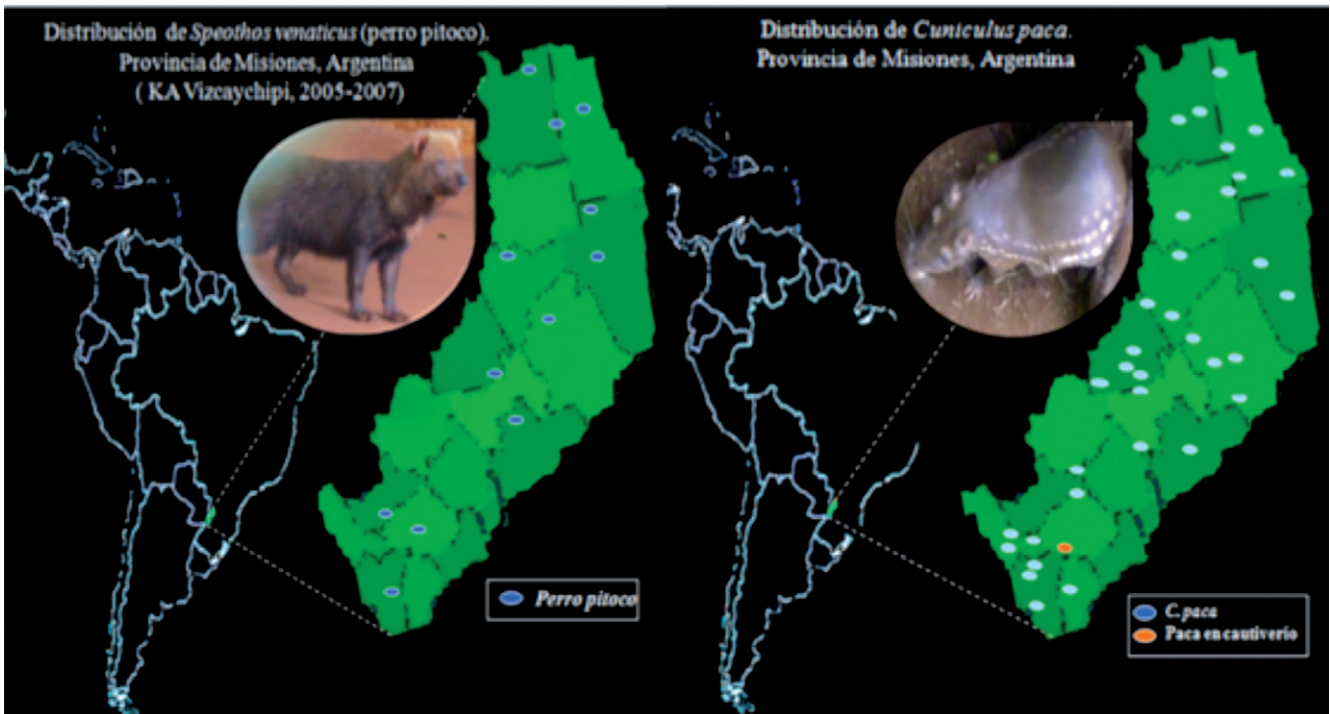 Distribución de Speothos venaticus (perro pitoco).
Provincia de Misiones, Argentina
( KA Vizcaychipi, 2005-2007)
Perro pitoco
Distribución de Cuniculus paca.
Provincia de Misiones, Argentina
C. paca
Paca en cautiverio